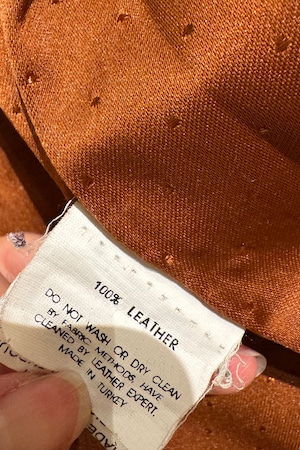 100% LEATHER
DO NOT WASH OR DRY CLEAN
BY FABRIC METHODS HAVE
CLEANED BY LEATHER EXPERT.
MADE IN TURKEY